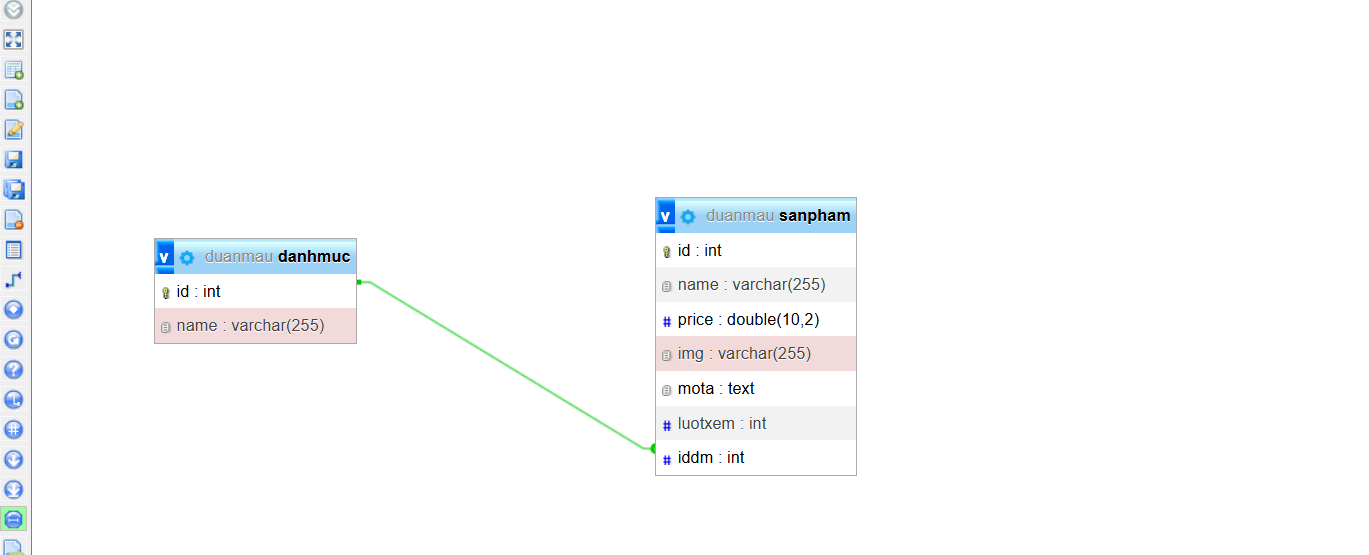 duanmau danhmuc
id : int
name : varchar(255)
duanmau sanpham
id : int
name : varchar(255)
price : double(10,2)
img : varchar(255)
mota : text
luotxem : int
iddm : int